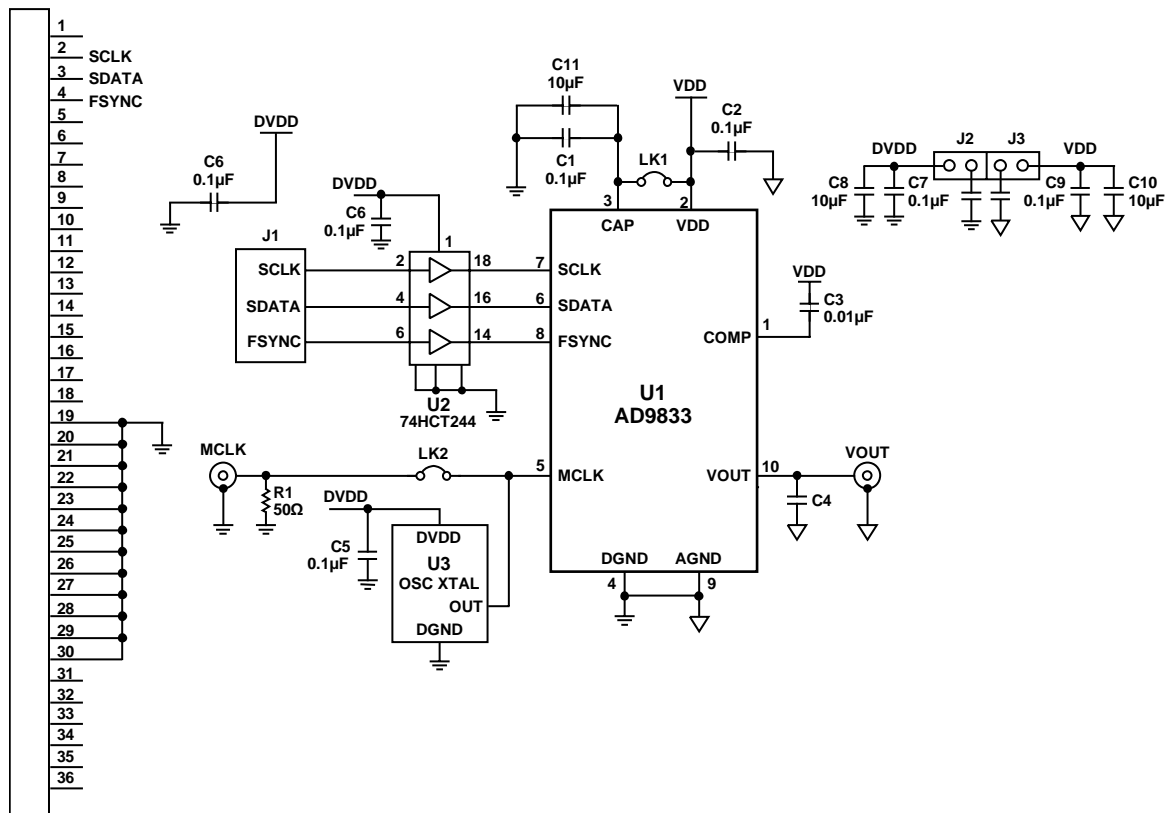 1
2 SCLK
3 SDATA
4 FSYNC
5
6
7
8
9
10
11
12
13
14
15
16
17
18
19
20
21
22
23
24
25
26
27
28
29
30
31
32
33
34
35
36
DVDD
C6
0.1µF
C11
10µF
C1
0.1µF
LK1
VDD
C2
0.1µF
DVDD
C6
0.1µF
J1
SCLK
SDATA
FSYNC
1
2
18
4
16
6
14
U2
74HCT244
3
CAP
2
VDD
7 SCLK
6 SDATA
8 FSYNC
5 MCLK
U1
AD9833
COMP 1
VOUT 10
DGND
4
AGND
9
VDD
C3
0.01µF
VOUT
C4
MCLK
R1
50Ω
LK2
DVDD
C5
0.1µF
DVDD
U3
OSC XTAL
OUT
DGND
DVDD
J2
J3
VDD
C8
10µF
C7
0.1µF
C9
0.1µF
C10
10µF